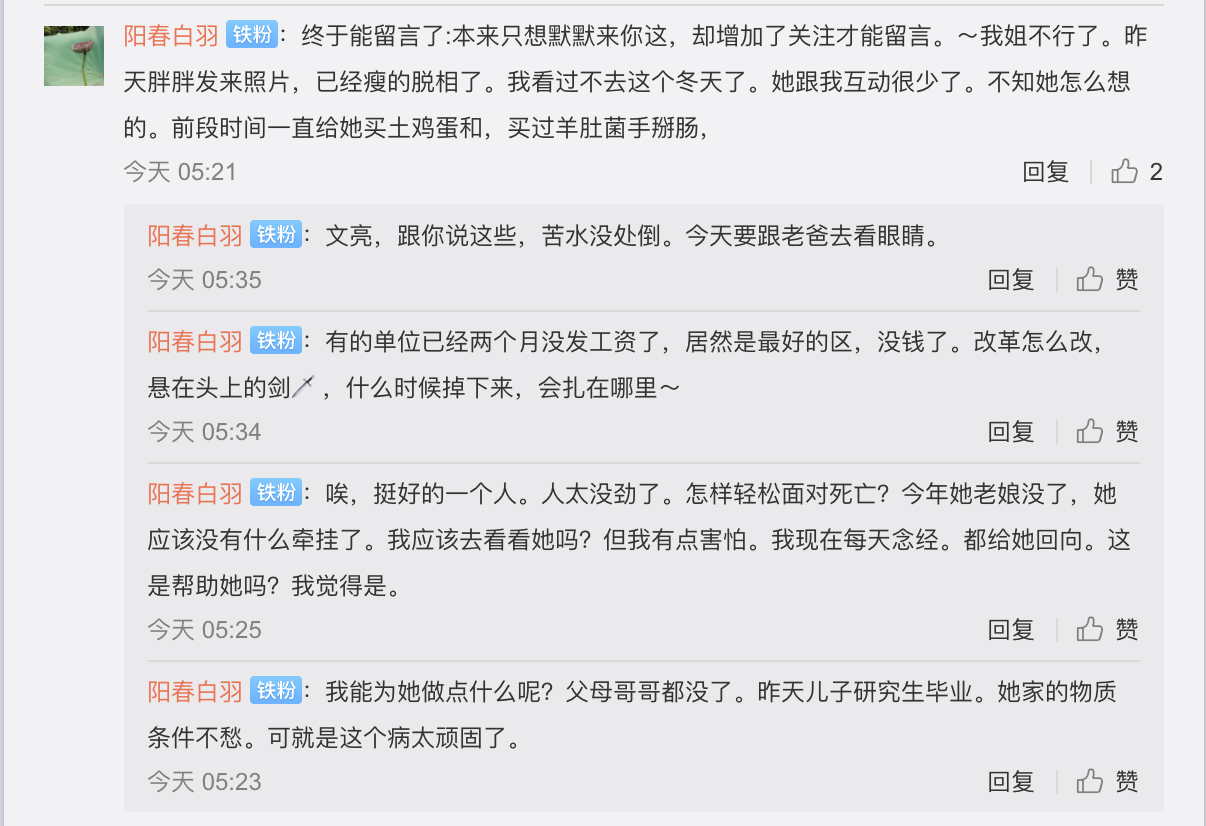 阳春白羽 铁粉：终于能留言了:本来只想默默来你这，却增加了关注才能留言。～我姐不行了。昨
天胖胖发来照片，已经瘦的脱相了。我看过不去这个冬天了。她跟我互动很少了。不知她怎么想
的。前段时间一直给她买土鸡蛋和，买过羊肚菌手掰肠，
今天 05:21 回复 2
阳春白羽 铁粉：文亮，跟你说这些，苦水没处倒。今天要跟老爸去看眼睛。
今天 05:35 回复 赞
阳春白羽 铁粉：有的单位已经两个月没发工资了，居然是最好的区，没钱了。改革怎么改，
悬在头上的剑🗡，什么时候掉下来，会扎在哪里～
今天 05:34 回复 赞
阳春白羽 铁粉：唉，挺好的一个人。人太没劲了。怎样轻松面对死亡？今年她老娘没了，她
应该没有什么牵挂了。我应该去看看她吗？但我有点害怕。我现在每天念经。都给她回向。这
是帮助她吗？我觉得是。
今天 05:25 回复 赞
阳春白羽 铁粉：我能为她做点什么呢？父母哥哥都没了。昨天儿子研究生毕业。她家的物质
条件不愁。可就是这个病太顽固了。
今天 05:23 回复 赞